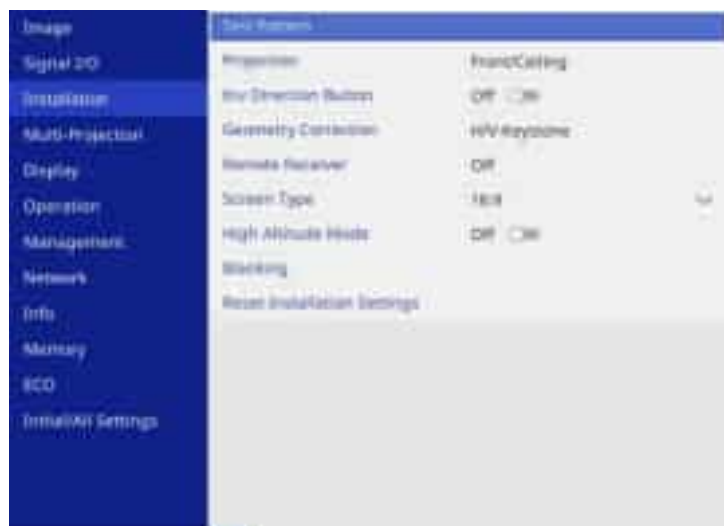 Image
Signal I/O
Installation
Multi-Projection
Display
Operation
Management
Network
Info
Memory
ECO
Initial/All Settings
Test Pattern
Projection Front/Ceiling
Inv Direction Button Off
Geometry Correction H/V-Keystone
Remote Receiver Off
Screen Type 16:9
High Altitude Mode Off
Blanking
Reset Installation Settings